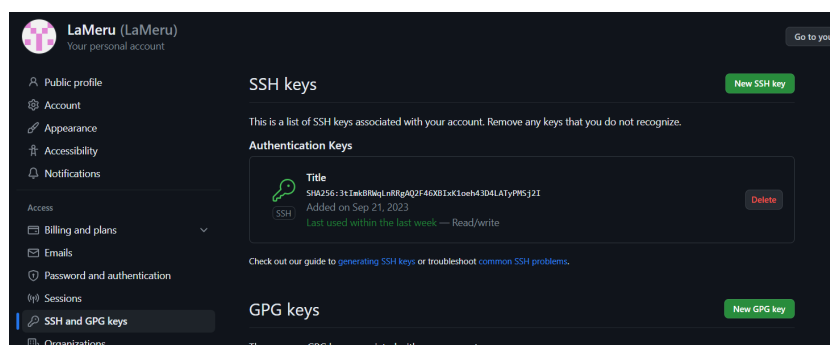 LaMeru (LaMeru)
Your personal account
Go to you
Public profile
Account
Appearance
Accessibility
Notifications
Access
Billing and plans
Emails
Password and authentication
Sessions
SSH and GPG keys
Organizations
SSH keys
New SSH key
This is a list of SSH keys associated with your account. Remove any keys that you do not recognize.
Authentication Keys
Title
SHA256:3tImkBRWqLnRRgAQ2F46XBIxK1oeh43D4LATyPMSj2I
SSH
Added on Sep 21, 2023
Last used within the last week — Read/write
Delete
Check out our guide to generating SSH keys or troubleshoot common SSH problems.
GPG keys
New GPG key